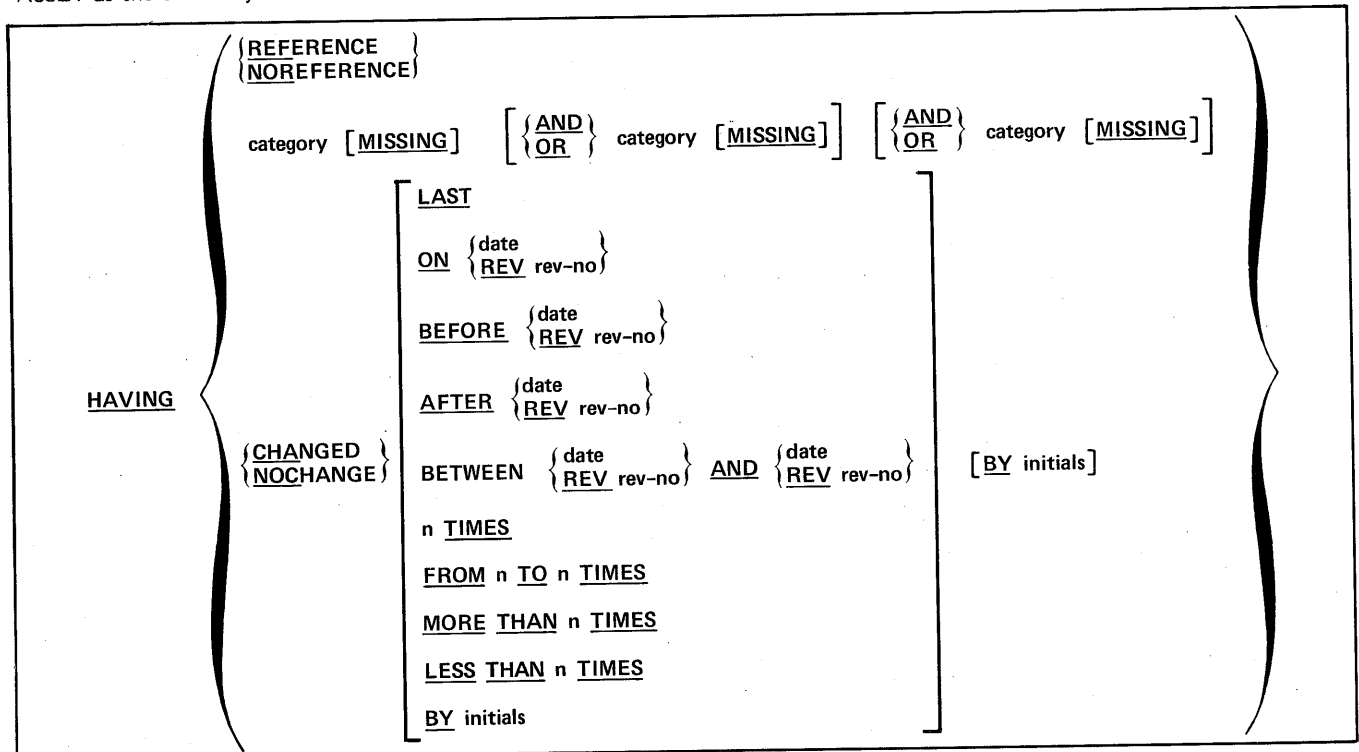 REFERENCE
NOREFERENCE
category [MISSING] [{AND category [MISSING]] [{AND category [MISSING]]
OR} OR}
LAST
ON {date
REV rev-no}
BEFORE {date
REV rev-no}
AFTER {date
REV rev-no}
HAVING
CHANGED
NOCHANGE
BETWEEN {date AND {date
REV rev-no} REV rev-no}
[BY initials]
n TIMES
FROM n TO n TIMES
MORE THAN n TIMES
LESS THAN n TIMES
BY initials